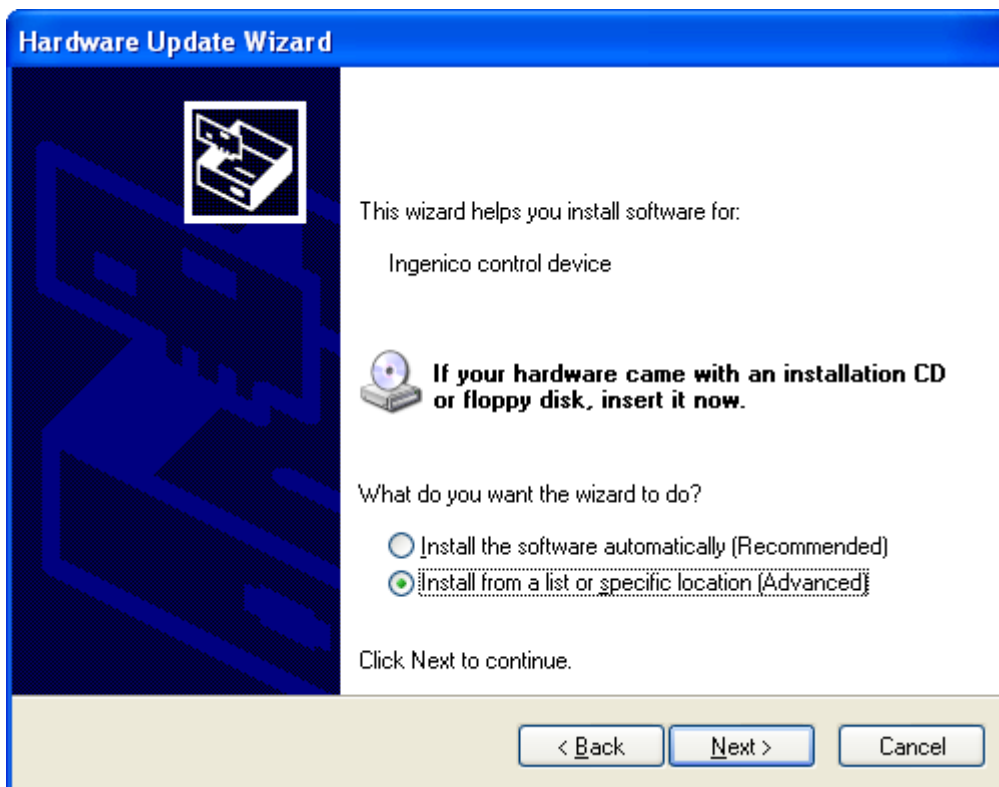 Hardware Update Wizard
This wizard helps you install software for:
Ingenico control device
If your hardware came with an installation CD
or floppy disk, insert it now.
What do you want the wizard to do?
Install the software automatically (Recommended)
Install from a list or specific location (Advanced)
Click Next to continue.
< Back
Next >
Cancel